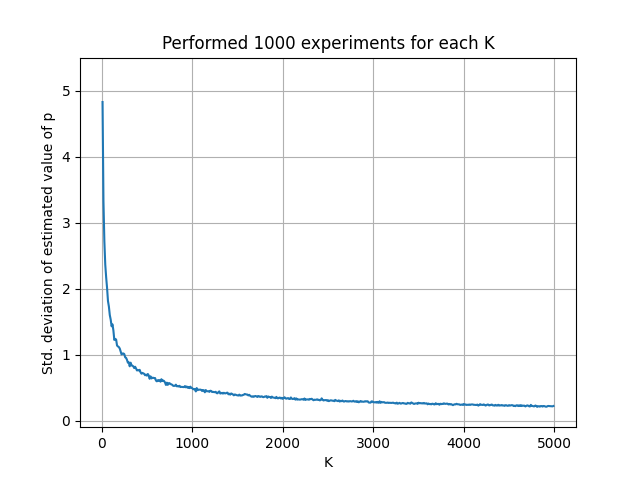 Performed 1000 experiments for each K
Std. deviation of estimated value of p
5
4
3
2
1
0
0 1000 2000 3000 4000 5000
K